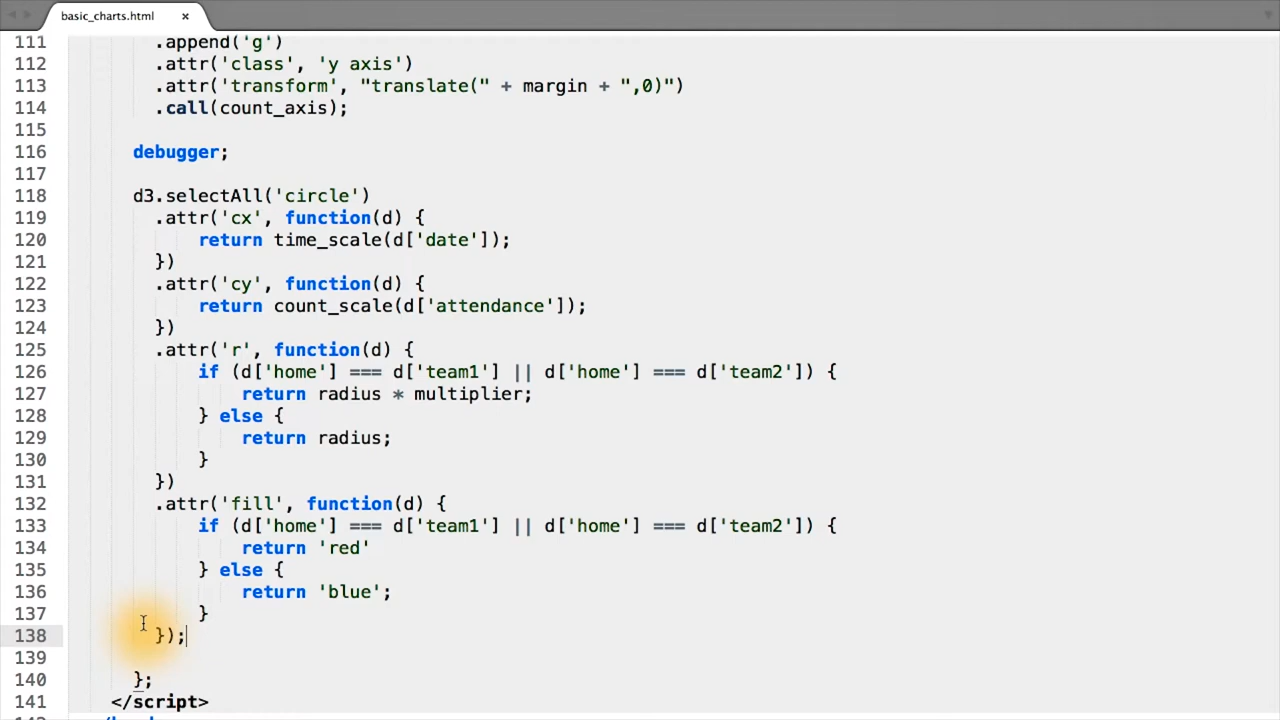 basic_charts.html ×
111 .append('g')
112 .attr('class', 'y axis')
113 .attr('transform', "translate(" + margin + ",0)")
114 .call(count_axis);
115
116 debugger;
117
118 d3.selectAll('circle')
119 .attr('cx', function(d) {
120 return time_scale(d['date']);
121 })
122 .attr('cy', function(d) {
123 return count_scale(d['attendance']);
124 })
125 .attr('r', function(d) {
126 if (d['home'] === d['team1'] || d['home'] === d['team2']) {
127 return radius * multiplier;
128 } else {
129 return radius;
130 }
131 })
132 .attr('fill', function(d) {
133 if (d['home'] === d['team1'] || d['home'] === d['team2']) {
134 return 'red'
135 } else {
136 return 'blue';
137 }
138 });
139
140 };
141 </script>